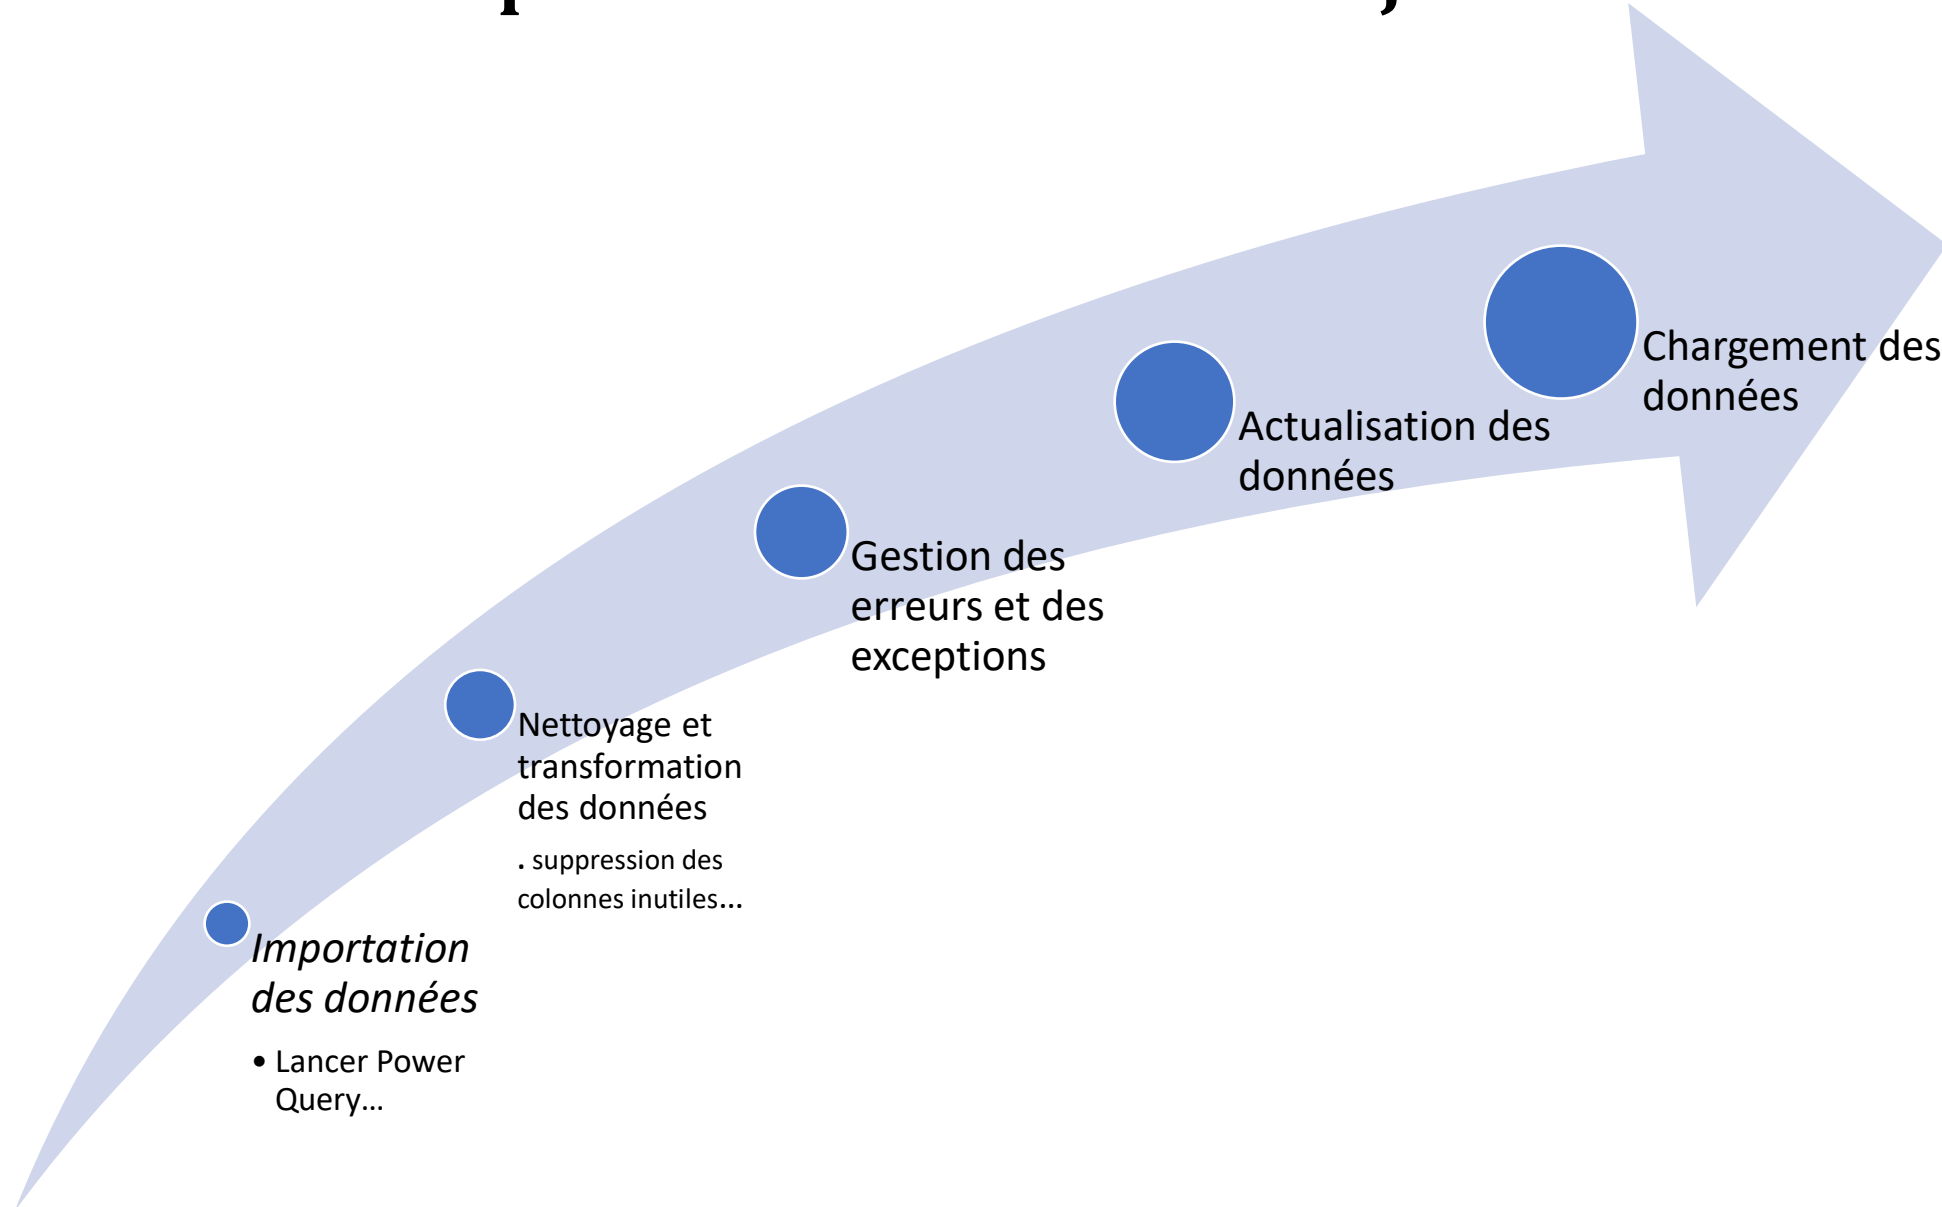 Importation
des données
• Lancer Power
Query...
Nettoyage et
transformation
des données
. suppression des
colonnes inutiles...
Gestion des
erreurs et des
exceptions
Actualisation des
données
Chargement des
données